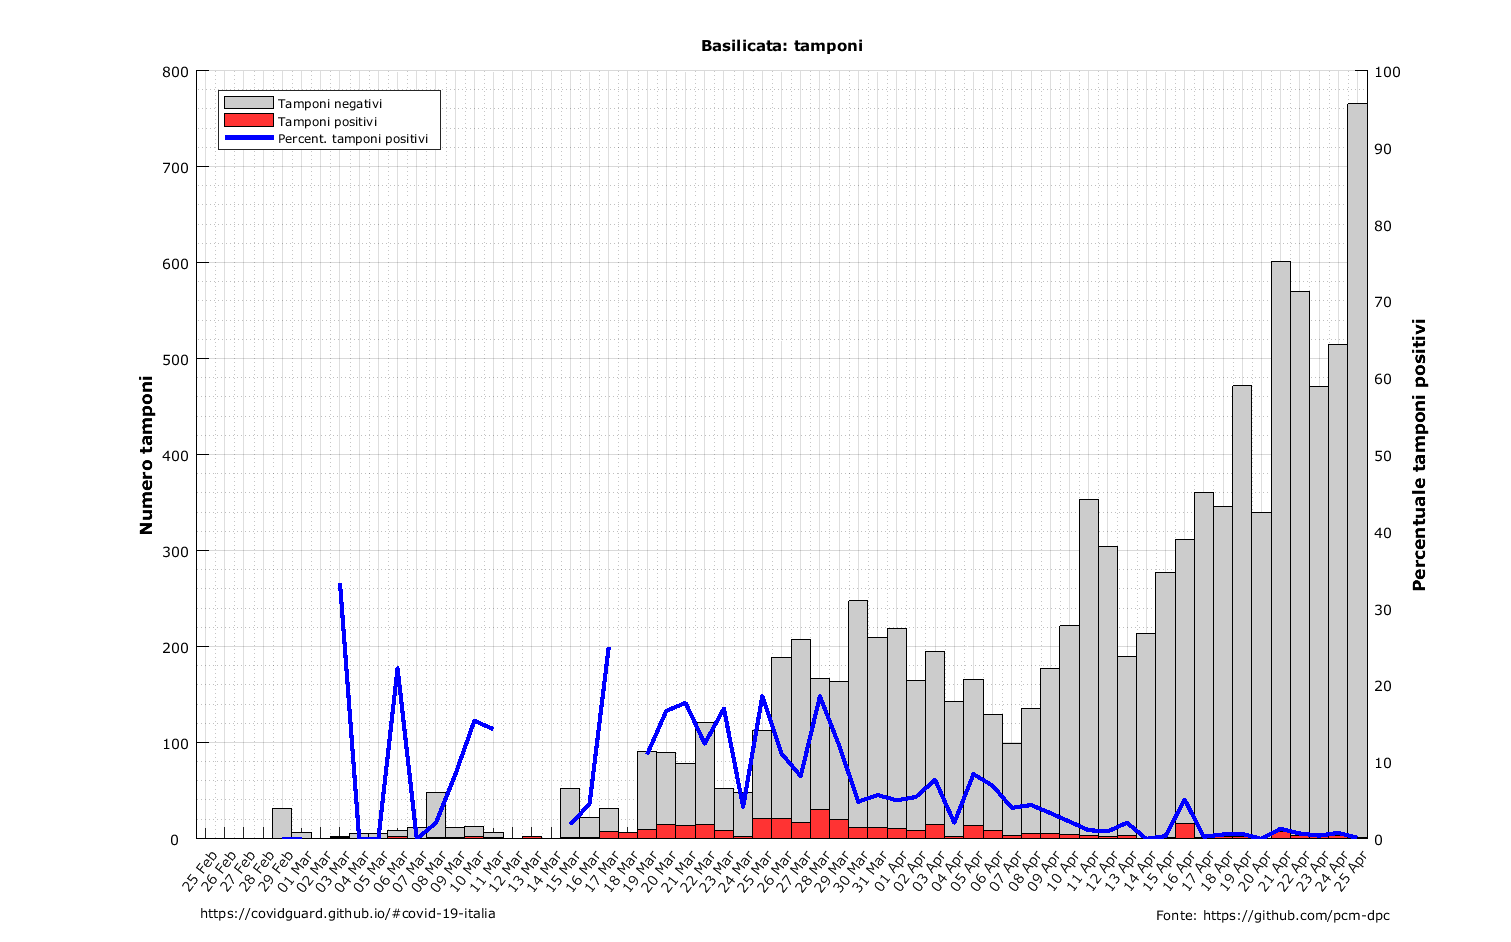 Basilicata: tamponi
Tamponi negativi
Tamponi positivi
Percent. tamponi positivi
Numero tamponi
800
700
600
500
400
300
200
100
0
Percentuale tamponi positivi
100
90
80
70
60
50
40
30
20
10
0
25 Feb
26 Feb
27 Feb
28 Feb
29 Feb
01 Mar
02 Mar
03 Mar
04 Mar
05 Mar
06 Mar
07 Mar
08 Mar
09 Mar
10 Mar
11 Mar
12 Mar
13 Mar
14 Mar
15 Mar
16 Mar
17 Mar
18 Mar
19 Mar
20 Mar
21 Mar
22 Mar
23 Mar
24 Mar
25 Mar
26 Mar
27 Mar
28 Mar
29 Mar
30 Mar
31 Mar
01 Apr
02 Apr
03 Apr
04 Apr
05 Apr
06 Apr
07 Apr
08 Apr
09 Apr
10 Apr
11 Apr
12 Apr
13 Apr
14 Apr
15 Apr
16 Apr
17 Apr
18 Apr
19 Apr
20 Apr
21 Apr
22 Apr
23 Apr
24 Apr
25 Apr
https://covidguard.github.io/#covid-19-italia
Fonte: https://github.com/pcm-dpc